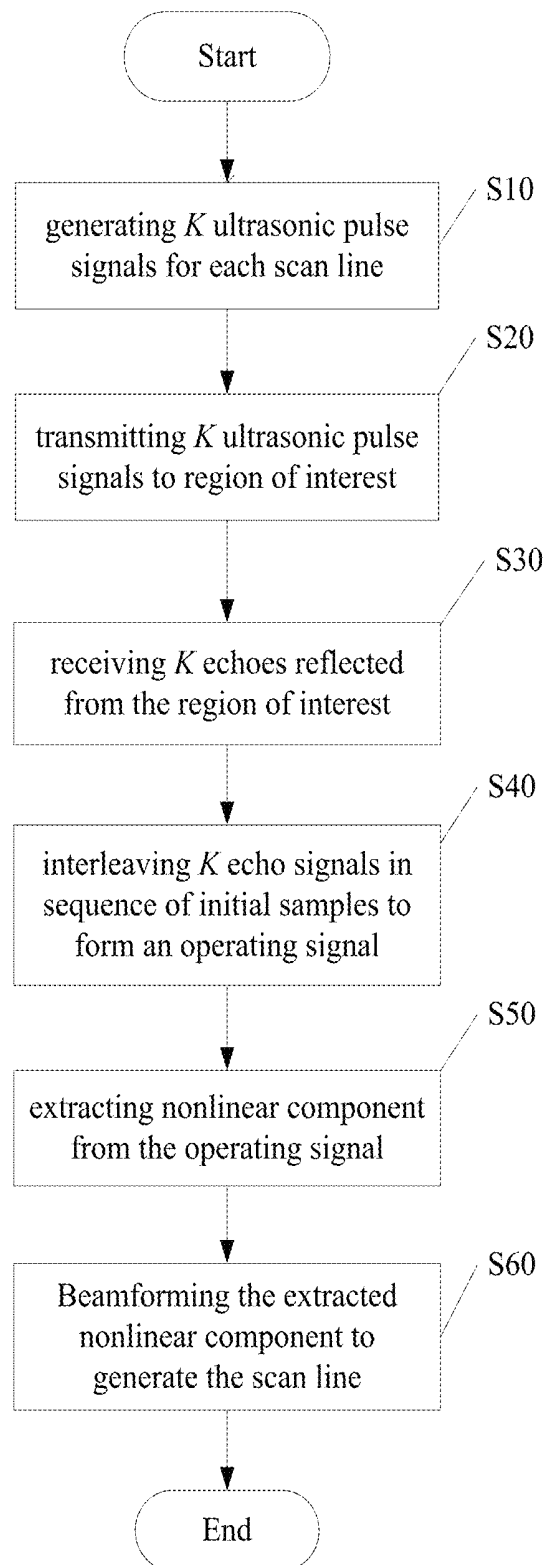 Start
S10
generating K ultrasonic pulse
signals for each scan line
S20
transmitting K ultrasonic pulse
signals to region of interest
S30
receiving K echoes reflected
from the region of interest
S40
interleaving K echo signals in
sequence of initial samples to
form an operating signal
S50
extracting nonlinear component
from the operating signal
S60
Beamforming the extracted
nonlinear component to
generate the scan line
End